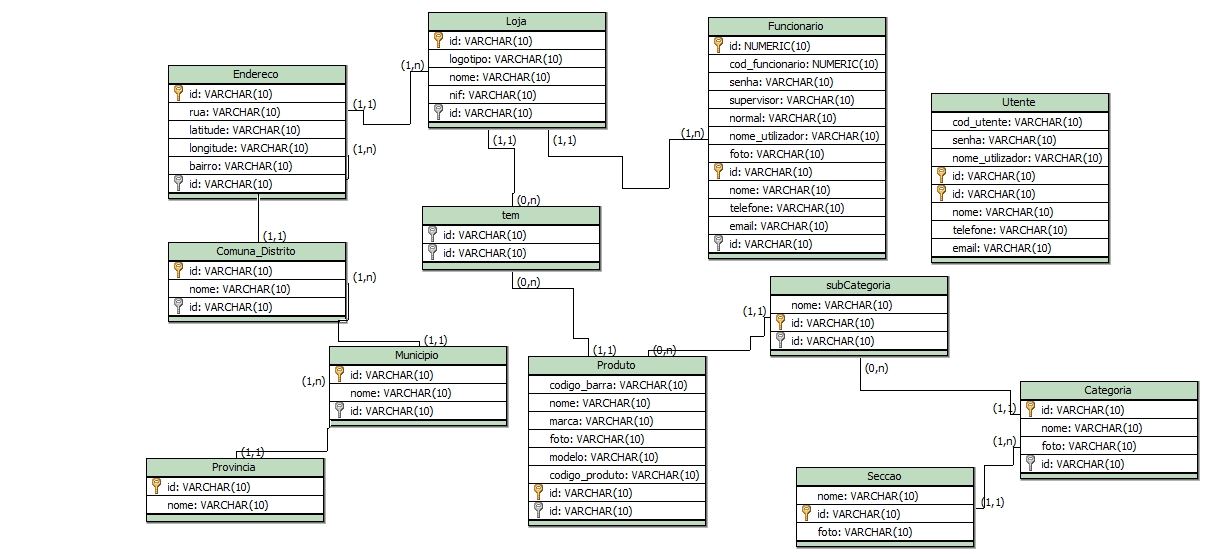 Loja
id: VARCHAR(10)
logotipo: VARCHAR(10)
nome: VARCHAR(10)
nif: VARCHAR(10)
id: VARCHAR(10)
(1,n)
(1,1)
(1,1)
Funcionario
id: NUMERIC(10)
cod_funcionario: NUMERIC(10)
senha: VARCHAR(10)
supervisor: VARCHAR(10)
normal: VARCHAR(10)
nome_utilizador: VARCHAR(10)
foto: VARCHAR(10)
id: VARCHAR(10)
nome: VARCHAR(10)
telefone: VARCHAR(10)
email: VARCHAR(10)
id: VARCHAR(10)
(1,n)
Utente
cod_utente: VARCHAR(10)
senha: VARCHAR(10)
nome_utilizador: VARCHAR(10)
id: VARCHAR(10)
id: VARCHAR(10)
nome: VARCHAR(10)
telefone: VARCHAR(10)
email: VARCHAR(10)
Endereco
id: VARCHAR(10)
rua: VARCHAR(10)
latitude: VARCHAR(10)
longitude: VARCHAR(10)
bairro: VARCHAR(10)
id: VARCHAR(10)
(1,1)
(1,n)
(1,1)
(0,n)
tem
id: VARCHAR(10)
id: VARCHAR(10)
(0,n)
Comuna_Distrito
id: VARCHAR(10)
nome: VARCHAR(10)
id: VARCHAR(10)
(1,n)
(1,1)
subCategoria
nome: VARCHAR(10)
id: VARCHAR(10)
id: VARCHAR(10)
(1,1)
(0,n)
Municipio
id: VARCHAR(10)
nome: VARCHAR(10)
id: VARCHAR(10)
(1,n)
(1,1)
(1,1)
(0,n)
Produto
codigo_barra: VARCHAR(10)
nome: VARCHAR(10)
marca: VARCHAR(10)
foto: VARCHAR(10)
modelo: VARCHAR(10)
codigo_produto: VARCHAR(10)
id: VARCHAR(10)
id: VARCHAR(10)
Categoria
id: VARCHAR(10)
nome: VARCHAR(10)
foto: VARCHAR(10)
id: VARCHAR(10)
(1,1)
(1,n)
Provincia
id: VARCHAR(10)
nome: VARCHAR(10)
Seccao
nome: VARCHAR(10)
id: VARCHAR(10)
foto: VARCHAR(10)
(1,1)